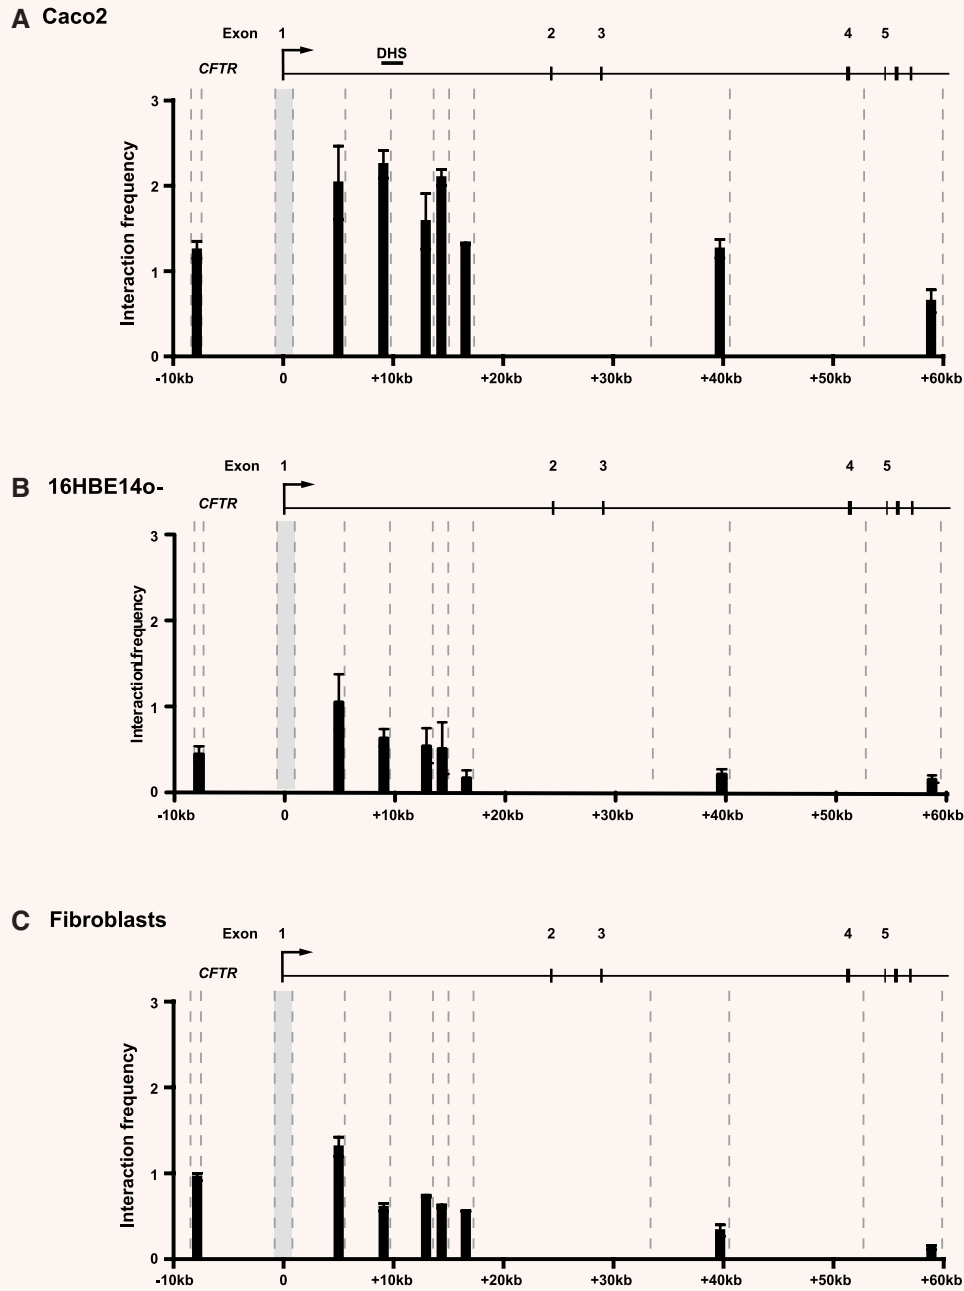 A Caco2
Exon 1 2 3 4 5
DHS
CFTR
3
2
1
0
Interaction frequency
-10kb 0 +10kb +20kb +30kb +40kb +50kb +60kb
B 16HBE14o-
Exon 1 2 3 4 5
CFTR
3
2
1
0
Interaction frequency
-10kb 0 +10kb +20kb +30kb +40kb +50kb +60kb
C Fibroblasts
Exon 1 2 3 4 5
CFTR
3
2
1
0
Interaction frequency
-10kb 0 +10kb +20kb +30kb +40kb +50kb +60kb